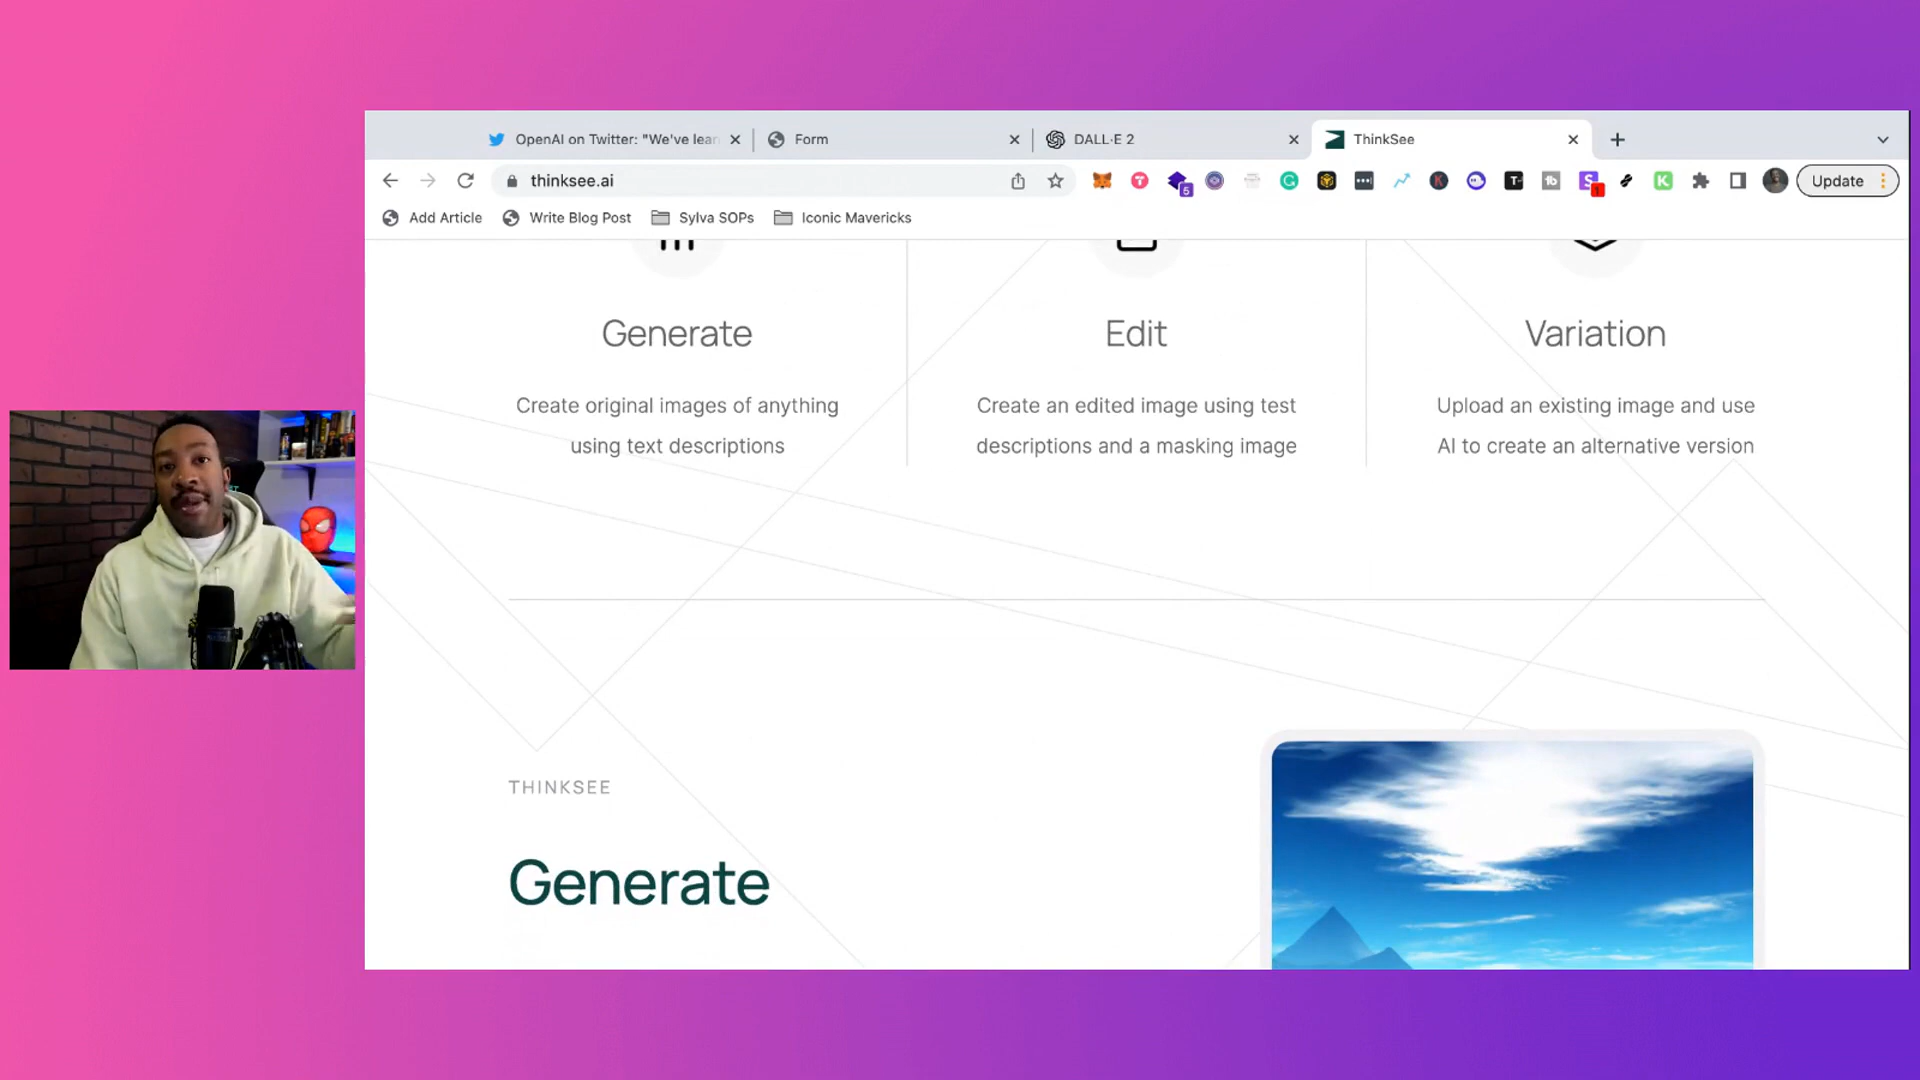 OpenAI on Twitter: "We've lear
Form
DALL·E 2
ThinkSee
thinksee.ai
5
1
Update
Add Article
Write Blog Post
Sylva SOPs
Iconic Mavericks
Generate
Edit
Variation
Create original images of anything
using text descriptions
Create an edited image using test
descriptions and a masking image
Upload an existing image and use
AI to create an alternative version
THINKSEE
Generate